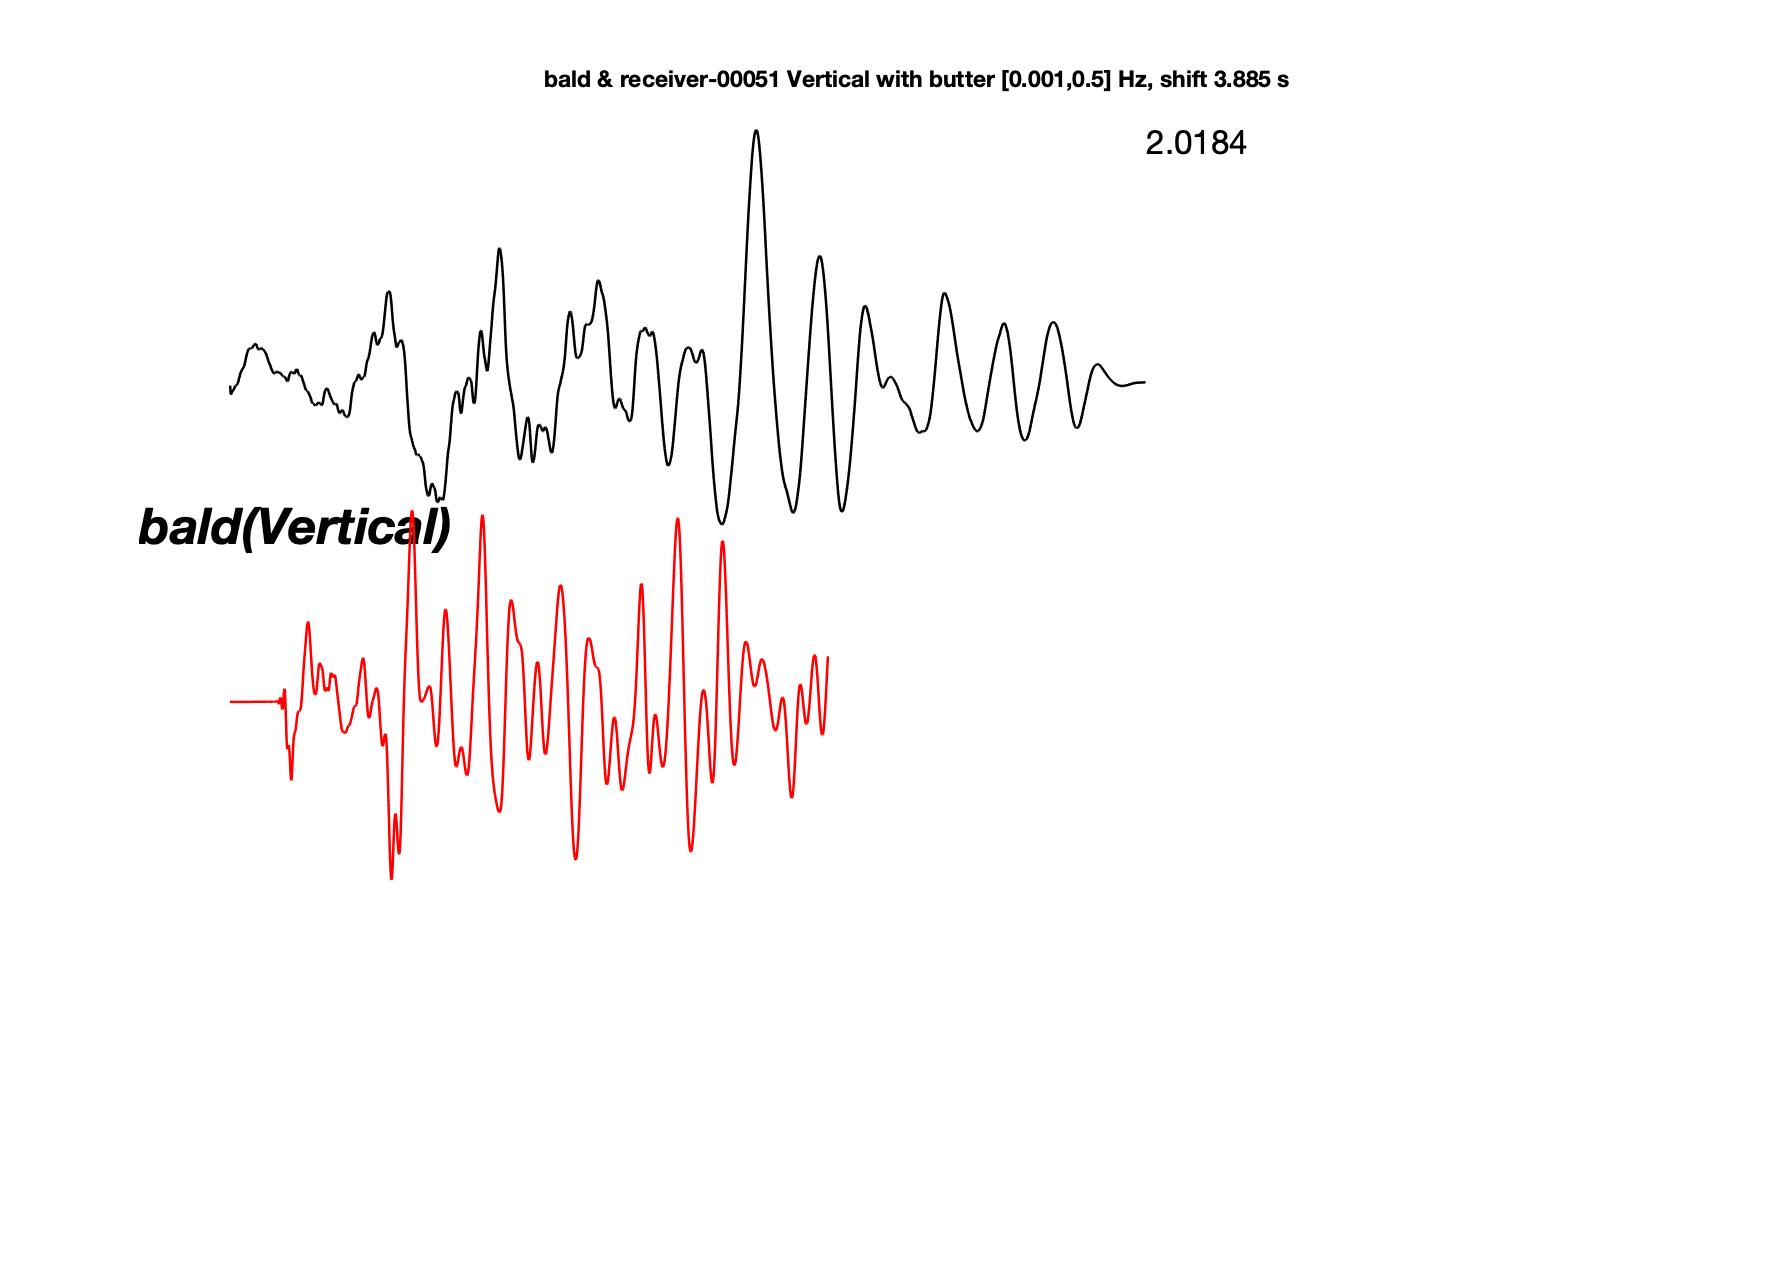 bald & receiver-00051 Vertical with butter [0.001,0.5] Hz, shift 3.885 s
2.0184
bald(Vertical)